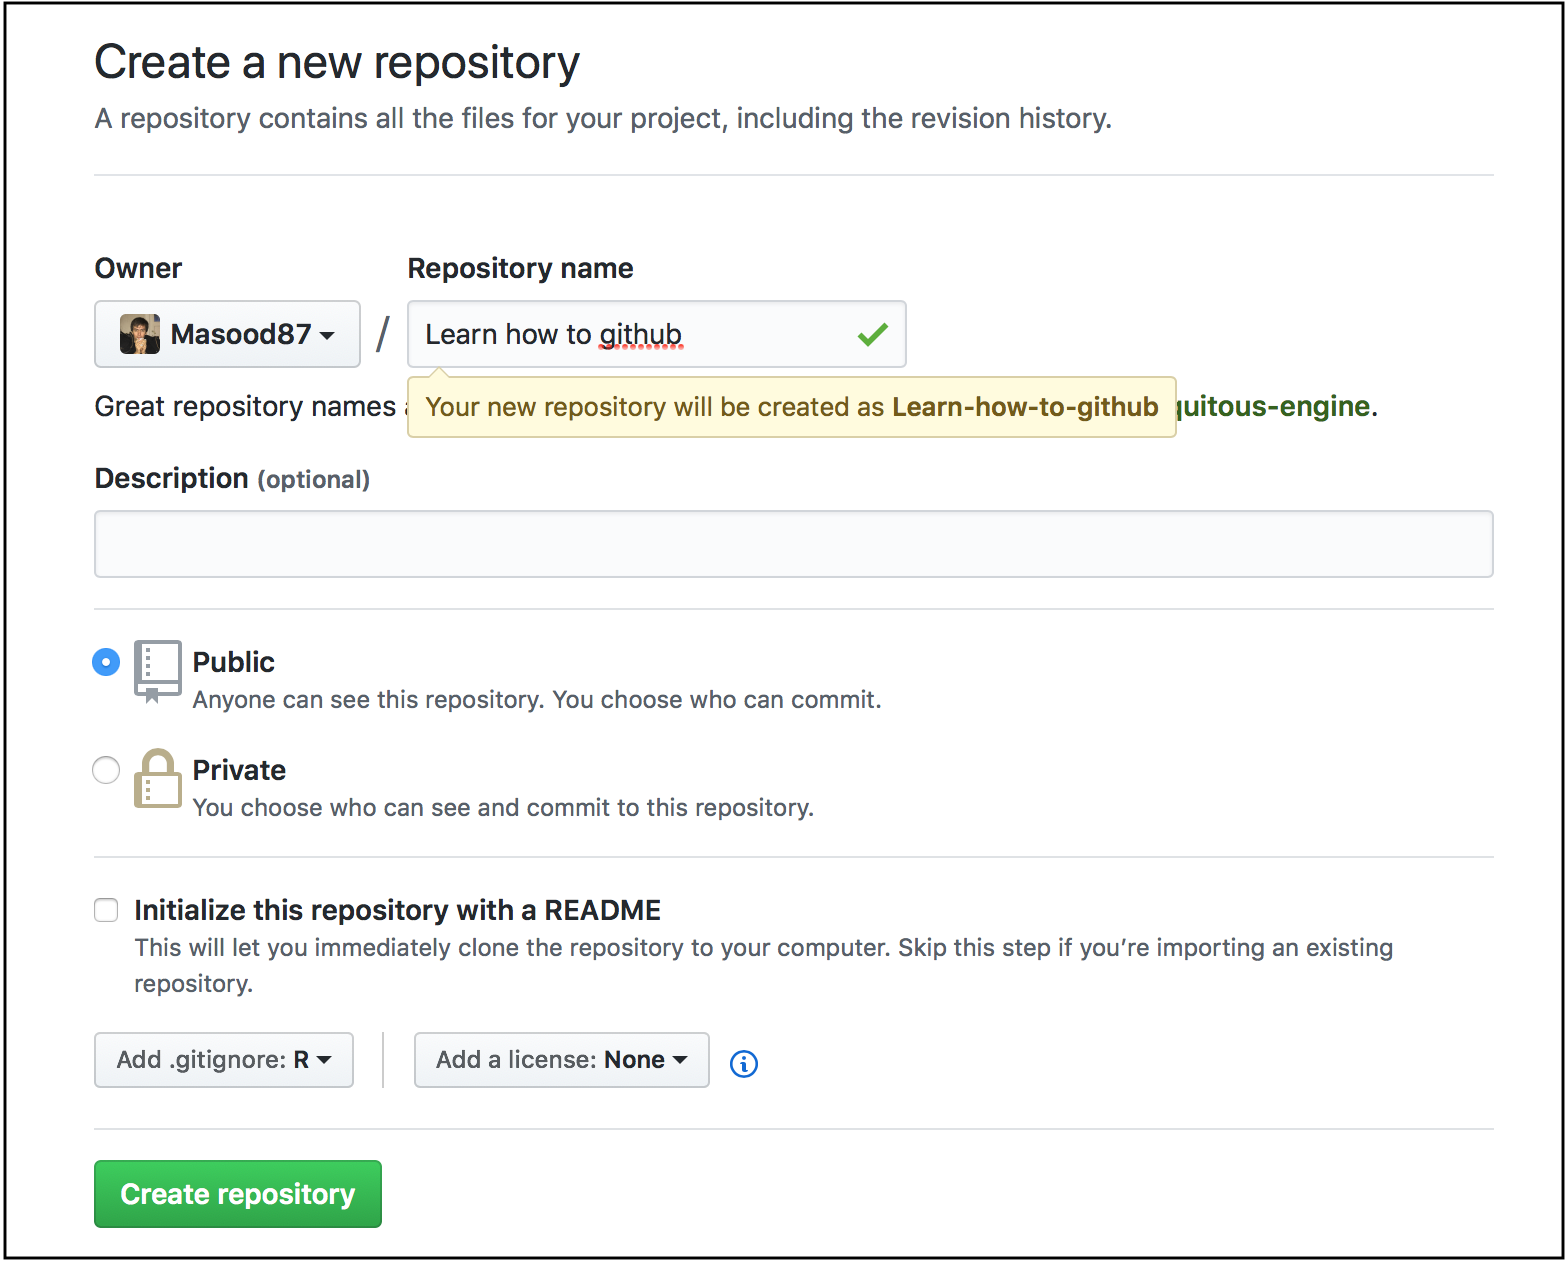 Create a new repository
A repository contains all the files for your project, including the revision history.
Owner
Repository name
Masood87
/
Learn how to github
Great repository names
Your new repository will be created as Learn-how-to-github
quitous-engine.
Description (optional)
Public
Anyone can see this repository. You choose who can commit.
Private
You choose who can see and commit to this repository.
Initialize this repository with a README
This will let you immediately clone the repository to your computer. Skip this step if you’re importing an existing
repository.
Add .gitignore: R
Add a license: None
Create repository